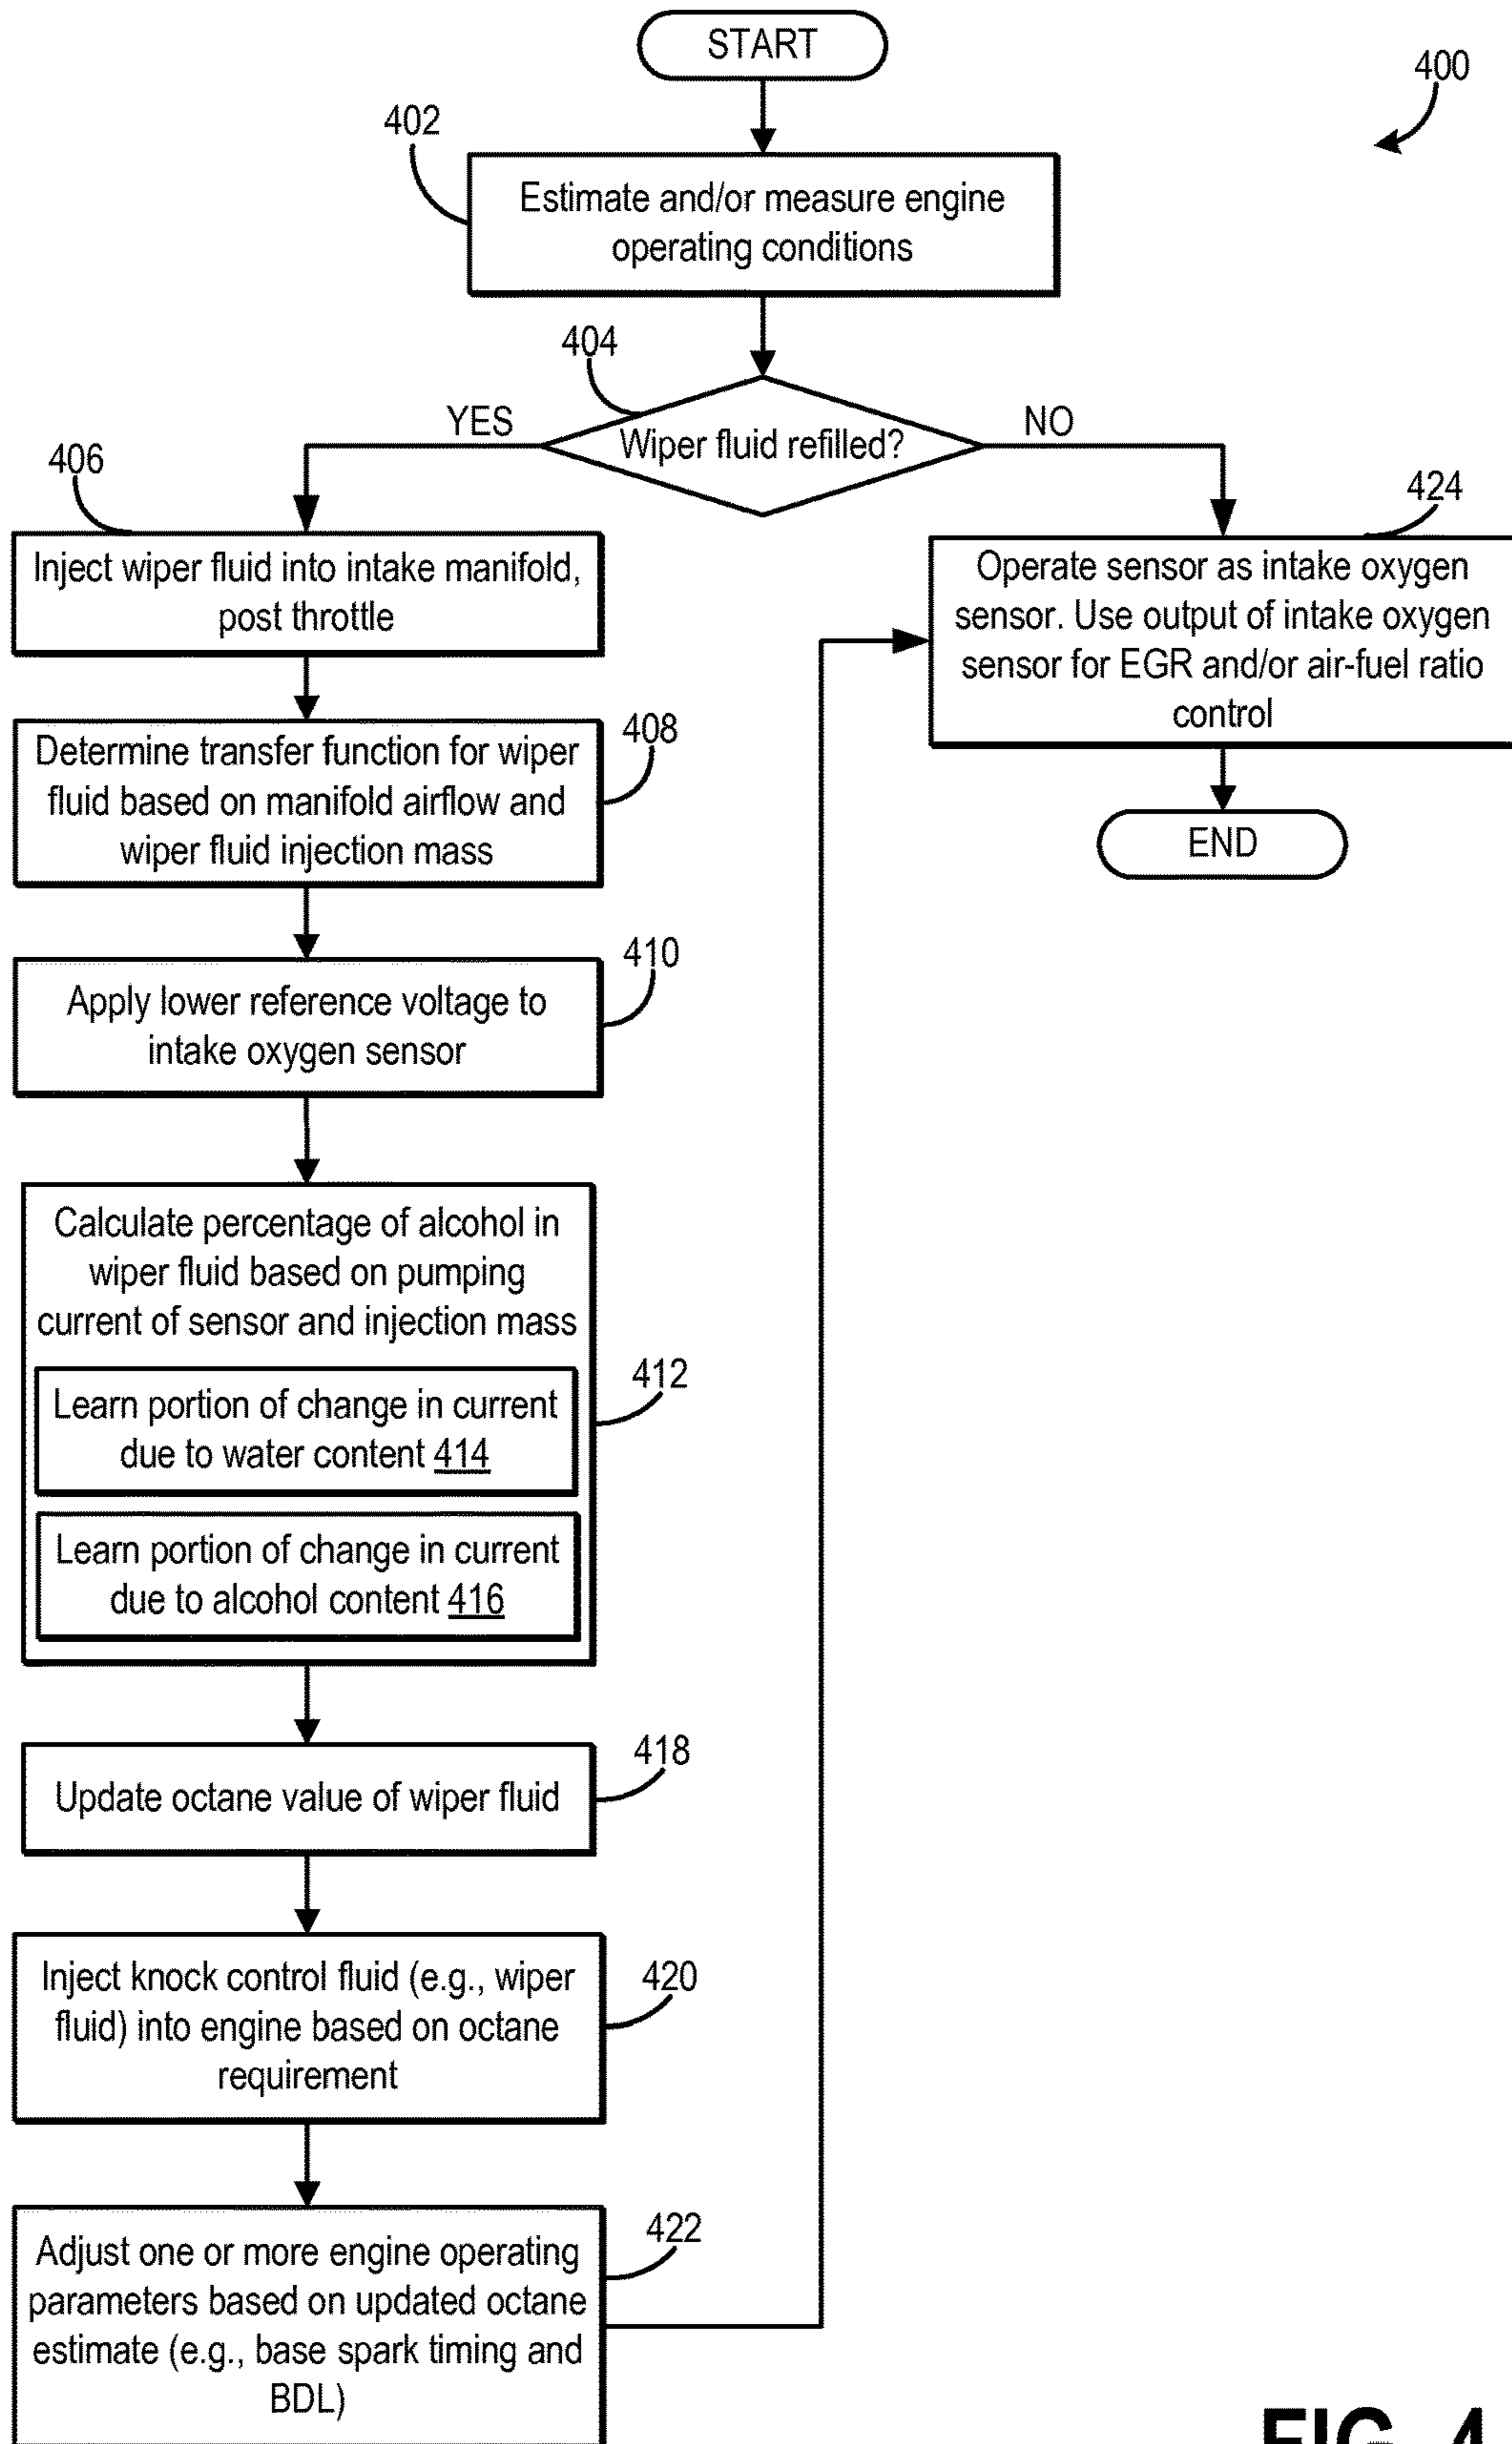 START
400
402
Estimate and/or measure engine
operating conditions
404
YES
Wiper fluid refilled?
NO
406
Inject wiper fluid into intake manifold,
post throttle
424
Operate sensor as intake oxygen
sensor. Use output of intake oxygen
sensor for EGR and/or air-fuel ratio
control
END
408
Determine transfer function for wiper
fluid based on manifold airflow and
wiper fluid injection mass
410
Apply lower reference voltage to
intake oxygen sensor
Calculate percentage of alcohol in
wiper fluid based on pumping
current of sensor and injection mass
412
Learn portion of change in current
due to water content 414
Learn portion of change in current
due to alcohol content 416
418
Update octane value of wiper fluid
420
Inject knock control fluid (e.g., wiper
fluid) into engine based on octane
requirement
422
Adjust one or more engine operating
parameters based on updated octane
estimate (e.g., base spark timing and
BDL)
FIG. 4